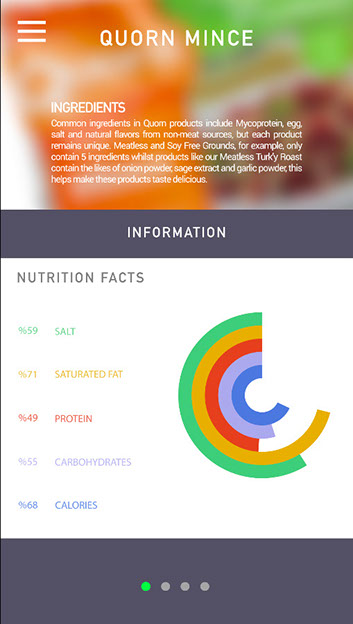 QUORN MINCE
INGREDIENTS
Common ingredients in Quorn products include Mycoprotein, egg,
salt and natural flavors from non-meat sources, but each product
remains unique. Meatless and Soy Free Grounds, for example, only
contain 5 ingredients whilst products like our Meatless Turk'y Roast
contain the likes of onion powder, sage extract and garlic powder, this
helps make these products taste delicious.
INFORMATION
NUTRITION FACTS
%59 SALT
%71 SATURATED FAT
%49 PROTEIN
%55 CARBOHYDRATES
%68 CALORIES